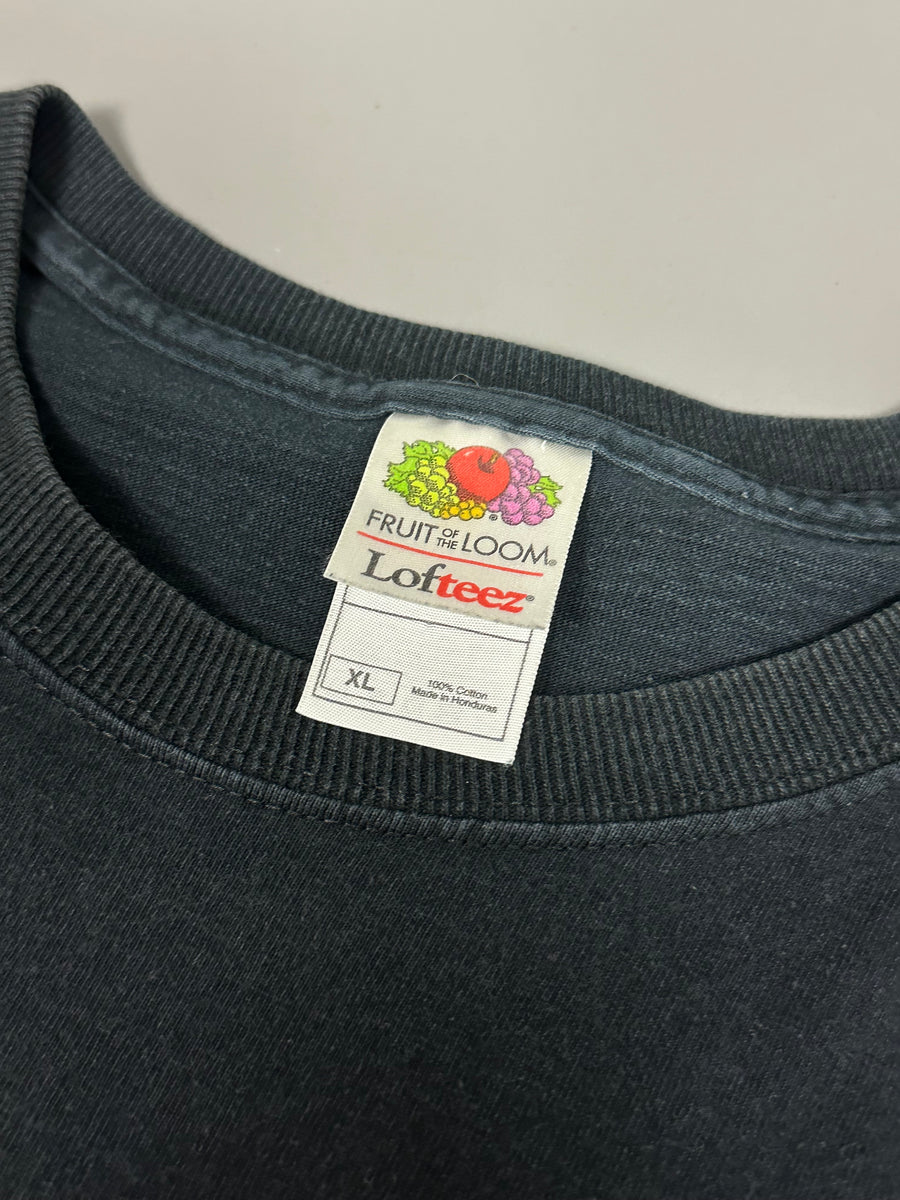 FRUIT OF THE LOOM®
Lofteez®
XL
100% Cotton
Made in Honduras